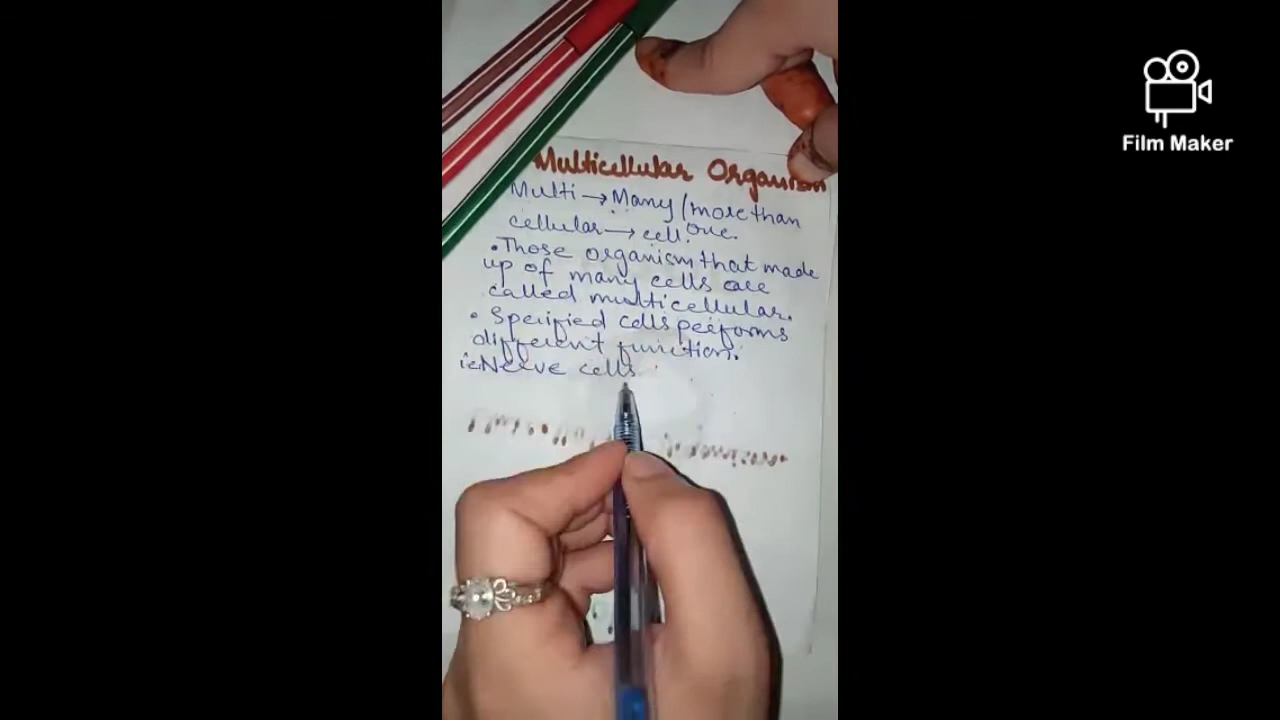 Multicellular Organism
Multi → Many (more than
cellular → cell. one.
• Those organism that made
up of many cells are
called multicellular.
• Specified cells performs
different function.
ie Nerve cells
Film Maker